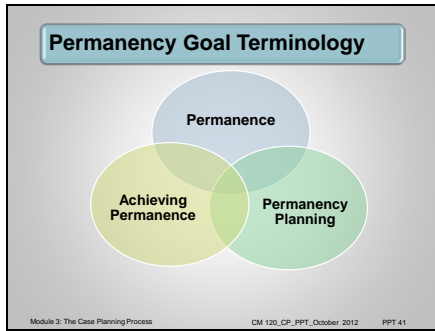 Permanency Goal Terminology
Permanence
Achieving
Permanence
Permanency
Planning
Module 3: The Case Planning Process
CM 120_CP_PPT_October 2012
PPT 41